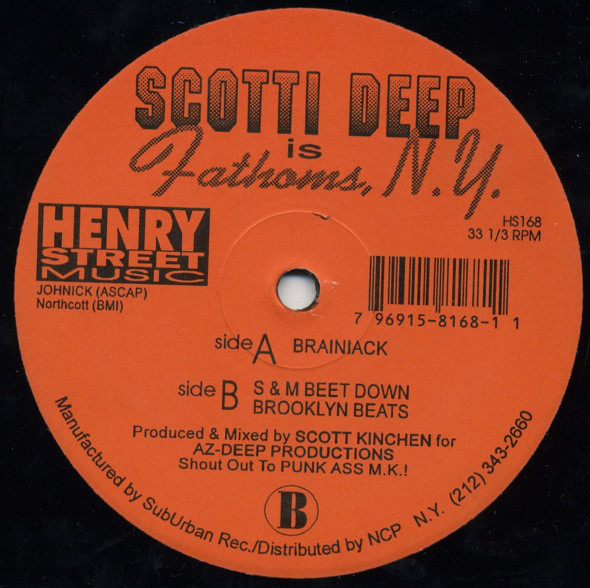 SCOTTI DEEP
is
Fathoms, N.Y.
HENRY
STREET
MUSIC
JOHNICK (ASCAP)
Northcott (BMI)
HS168
33 1/3 RPM
7 96915-8168-1 1
side A BRAINIACK
side B S & M BEET DOWN
BROOKLYN BEATS
Produced & Mixed by SCOTT KINCHEN for
AZ-DEEP PRODUCTIONS
Shout Out To PUNK ASS M.K.!
B
Manufactured by SubUrban Rec./Distributed by NCP N.Y. (212) 343-2660